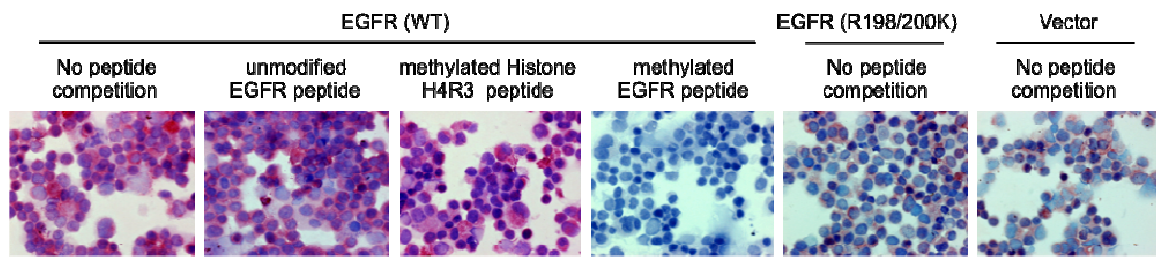 EGFR (WT)
EGFR (R198/200K)
Vector
No peptide
competition
unmodified
EGFR peptide
methylated Histone
H4R3 peptide
methylated
EGFR peptide
No peptide
competition
No peptide
competition